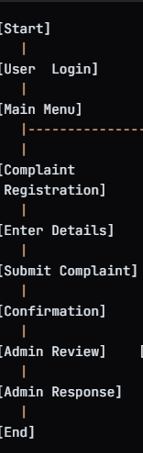 [Start]
|
[User  Login]
|
[Main Menu]
|----------------
|
[Complaint
 Registration]
|
[Enter Details]
|
[Submit Complaint]
|
[Confirmation]
|
[Admin Review]    [
|
[Admin Response]
|
[End]